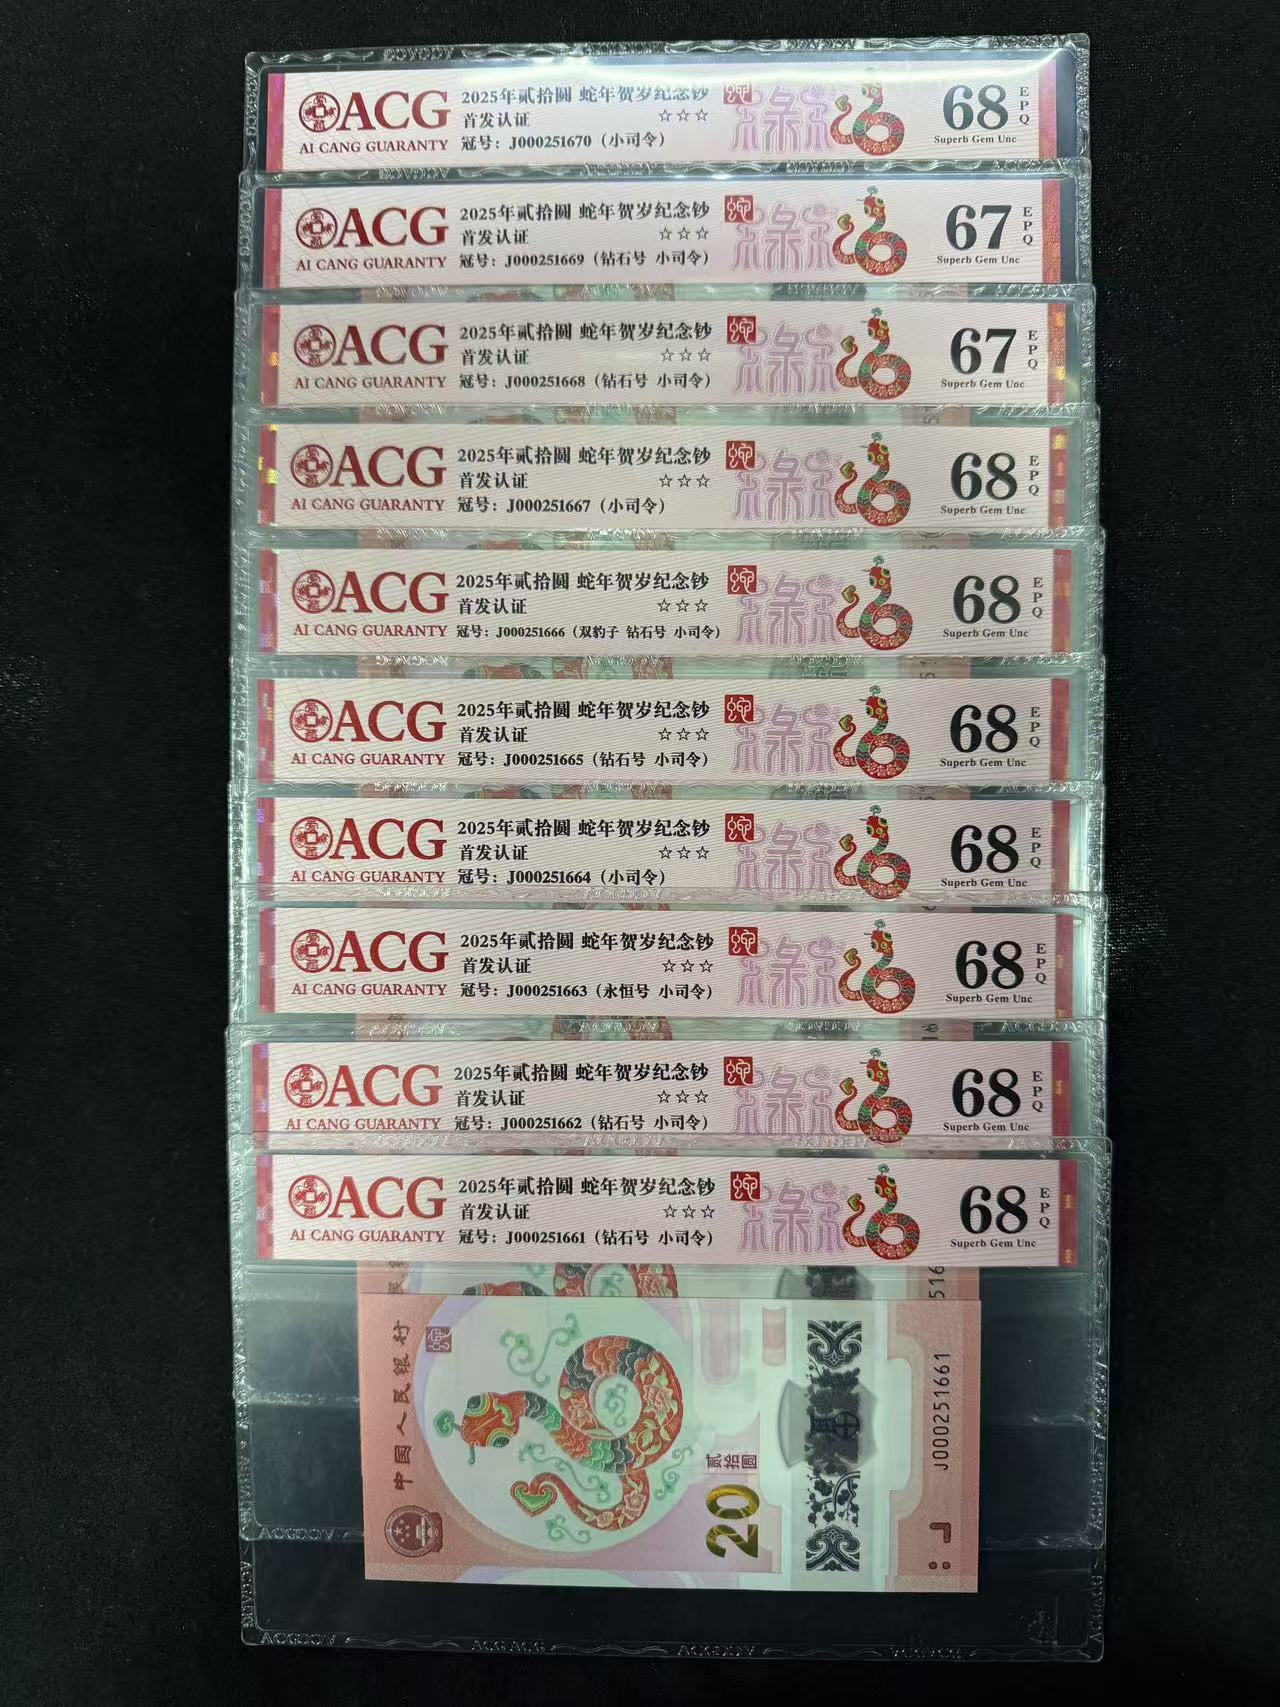 ACG
AI CANG GUARANTY
2025年贰拾圆 蛇年贺岁纪念钞
首发认证 ☆☆☆
冠号：J000251670（小司令）
68 EPQ
Superb Gem Unc
ACG
AI CANG GUARANTY
2025年贰拾圆 蛇年贺岁纪念钞
首发认证 ☆☆☆
冠号：J000251669（钻石号 小司令）
67 EPQ
Superb Gem Unc
ACG
AI CANG GUARANTY
2025年贰拾圆 蛇年贺岁纪念钞
首发认证 ☆☆☆
冠号：J000251668（钻石号 小司令）
67 EPQ
Superb Gem Unc
ACG
AI CANG GUARANTY
2025年贰拾圆 蛇年贺岁纪念钞
首发认证 ☆☆☆
冠号：J000251667（小司令）
68 EPQ
Superb Gem Unc
ACG
AI CANG GUARANTY
2025年贰拾圆 蛇年贺岁纪念钞
首发认证 ☆☆☆
冠号：J000251666（双豹子 钻石号 小司令）
68 EPQ
Superb Gem Unc
ACG
AI CANG GUARANTY
2025年贰拾圆 蛇年贺岁纪念钞
首发认证 ☆☆☆
冠号：J000251665（钻石号 小司令）
68 EPQ
Superb Gem Unc
ACG
AI CANG GUARANTY
2025年贰拾圆 蛇年贺岁纪念钞
首发认证 ☆☆☆
冠号：J000251664（小司令）
68 EPQ
Superb Gem Unc
ACG
AI CANG GUARANTY
2025年贰拾圆 蛇年贺岁纪念钞
首发认证 ☆☆☆
冠号：J000251663（永恒号 小司令）
68 EPQ
Superb Gem Unc
ACG
AI CANG GUARANTY
2025年贰拾圆 蛇年贺岁纪念钞
首发认证 ☆☆☆
冠号：J000251662（钻石号 小司令）
68 EPQ
Superb Gem Unc
ACG
AI CANG GUARANTY
2025年贰拾圆 蛇年贺岁纪念钞
首发认证 ☆☆☆
冠号：J000251661（钻石号 小司令）
68 EPQ
Superb Gem Unc
中国人民银行
贰拾圆
20
J000251661